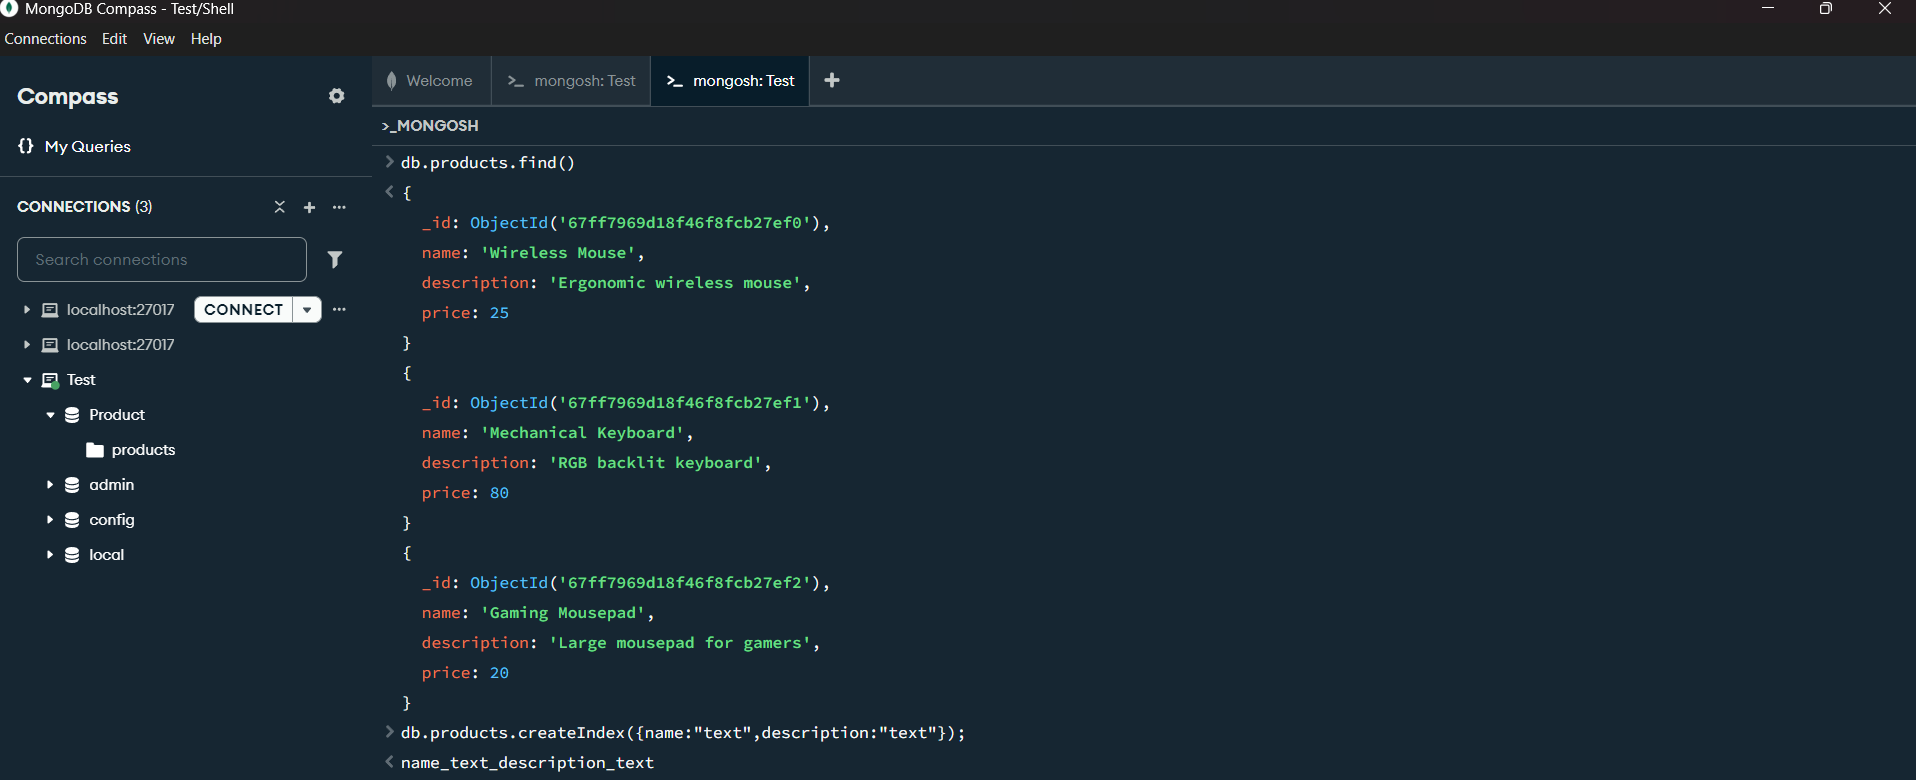 MongoDB Compass - Test/Shell
Connections Edit View Help
Compass
{} My Queries
CONNECTIONS (3)
Search connections
localhost:27017 CONNECT
localhost:27017
Test
Product
products
admin
config
local
Welcome >_ mongosh: Test >_ mongosh: Test +
>_MONGOSH
> db.products.find()
< {
_id: ObjectId('67ff7969d18f46f8fcb27ef0'),
name: 'Wireless Mouse',
description: 'Ergonomic wireless mouse',
price: 25
}
{
_id: ObjectId('67ff7969d18f46f8fcb27ef1'),
name: 'Mechanical Keyboard',
description: 'RGB backlit keyboard',
price: 80
}
{
_id: ObjectId('67ff7969d18f46f8fcb27ef2'),
name: 'Gaming Mousepad',
description: 'Large mousepad for gamers',
price: 20
}
> db.products.createIndex({name:"text",description:"text"});
< name_text_description_text